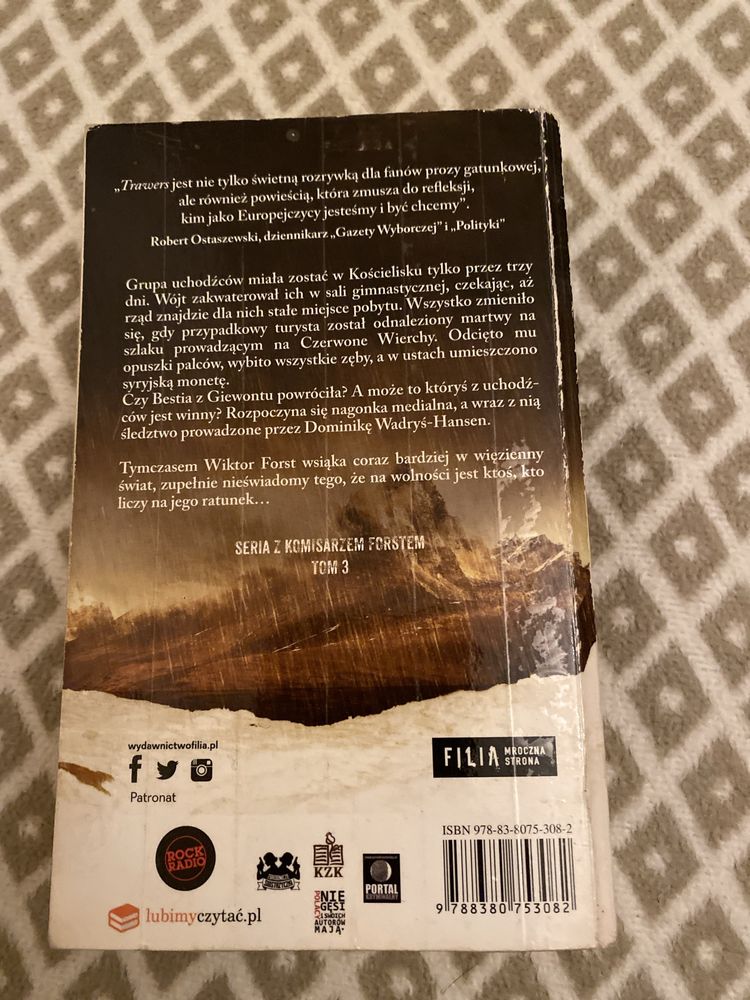 „Trawers jest nie tylko świetną rozrywką dla fanów prozy gatunkowej,
ale również powieścią, która zmusza do refleksji,
kim jako Europejczycy jesteśmy i być chcemy”.
Robert Ostaszewski, dziennikarz „Gazety Wyborczej” i „Polityki”
Grupa uchodźców miała zostać w Kościelisku tylko przez trzy
dni. Wójt zakwaterował ich w sali gimnastycznej, czekając, aż
rząd znajdzie dla nich stałe miejsce pobytu. Wszystko zmieniło
się, gdy przypadkowy turysta został odnaleziony martwy na
szlaku prowadzącym na Czerwone Wierchy. Odcięto mu
opuszki palców, wybito wszystkie zęby, a w ustach umieszczono
syryjską monetę.
Czy Bestia z Giewontu powróciła? A może to któryś z uchodź-
ców jest winny? Rozpoczyna się nagonka medialna, a wraz z nią
śledztwo prowadzone przez Dominikę Wadryś-Hansen.
Tymczasem Wiktor Forst wsiąka coraz bardziej w więzienny
świat, zupełnie nieświadomy tego, że na wolności jest ktoś, kto
liczy na jego ratunek…
SERIA Z KOMISARZEM FORSTEM
TOM 3
wydawnictwofilia.pl
FILIA MROCZNA
STRONA
Patronat
ISBN 978-83-8075-308-2
ROCK
RADIO
KZK
PORTAL
KRYMINALNY
POLACY
NIE
GĘSI
I SWOICH
AUTORÓW
MAJĄ
lubimyczytać.pl
9 788380 753082